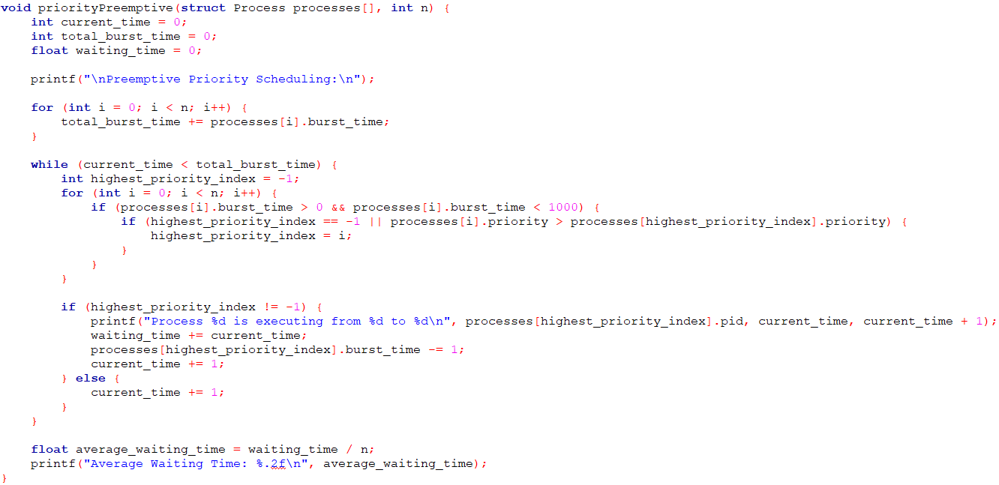 void priorityPreemptive(struct Process processes[], int n) {
    int current_time = 0;
    int total_burst_time = 0;
    float waiting_time = 0;

    printf("\nPreemptive Priority Scheduling:\n");

    for (int i = 0; i < n; i++) {
        total_burst_time += processes[i].burst_time;
    }

    while (current_time < total_burst_time) {
        int highest_priority_index = -1;
        for (int i = 0; i < n; i++) {
            if (processes[i].burst_time > 0 && processes[i].burst_time < 1000) {
                if (highest_priority_index == -1 || processes[i].priority > processes[highest_priority_index].priority) {
                    highest_priority_index = i;
                }
            }
        }

        if (highest_priority_index != -1) {
            printf("Process %d is executing from %d to %d\n", processes[highest_priority_index].pid, current_time, current_time + 1);
            waiting_time += current_time;
            processes[highest_priority_index].burst_time -= 1;
            current_time += 1;
        } else {
            current_time += 1;
        }
    }

    float average_waiting_time = waiting_time / n;
    printf("Average Waiting Time: %.2f\n", average_waiting_time);
}